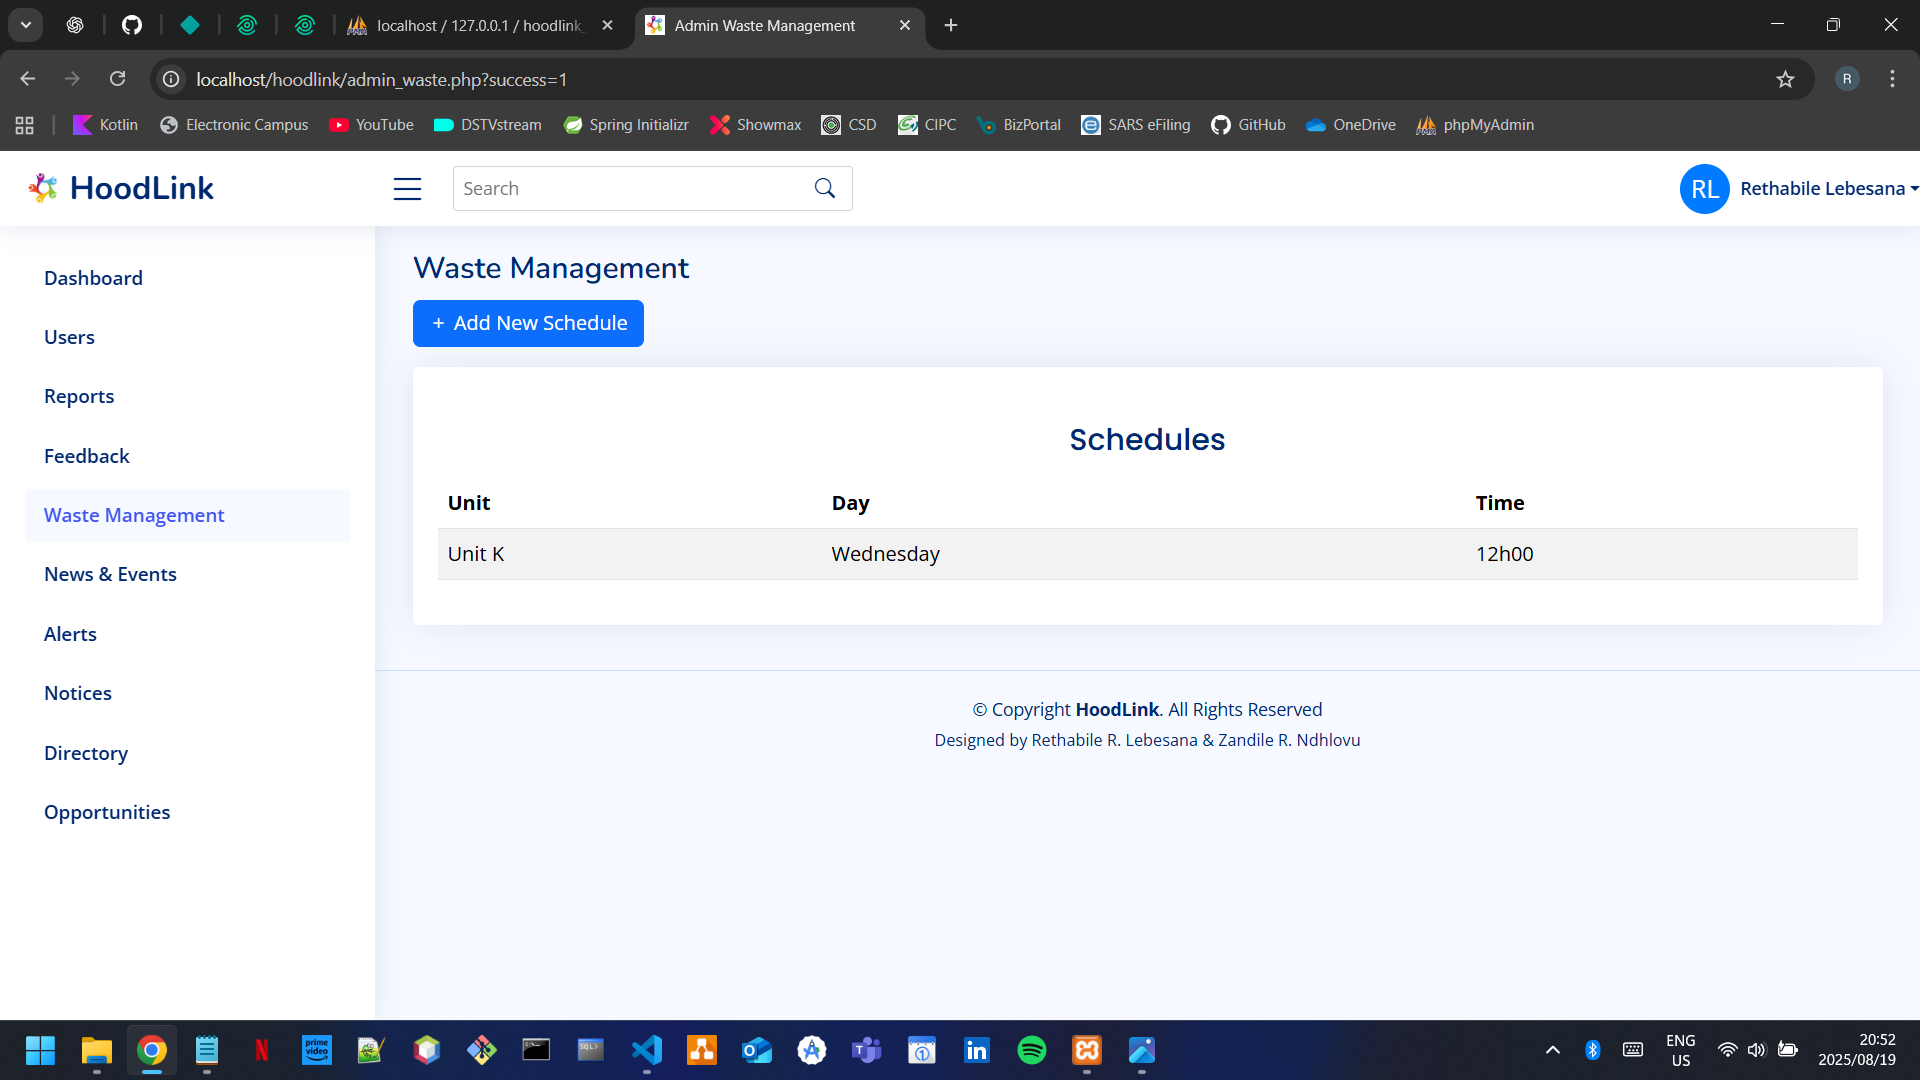 localhost / 127.0.0.1 / hoodlink_
Admin Waste Management
localhost/hoodlink/admin_waste.php?success=1
R
Kotlin
Electronic Campus
YouTube
DSTVstream
Spring Initializr
Showmax
CSD
CIPC
BizPortal
SARS eFiling
GitHub
OneDrive
phpMyAdmin
HoodLink
Search
RL
Rethabile Lebesana
Dashboard
Users
Reports
Feedback
Waste Management
News & Events
Alerts
Notices
Directory
Opportunities
Waste Management
+ Add New Schedule
Schedules
Unit Day Time
Unit K Wednesday 12h00
© Copyright HoodLink. All Rights Reserved
Designed by Rethabile R. Lebesana & Zandile R. Ndhlovu
N
prime
video
ENG
US
20:52
2025/08/19